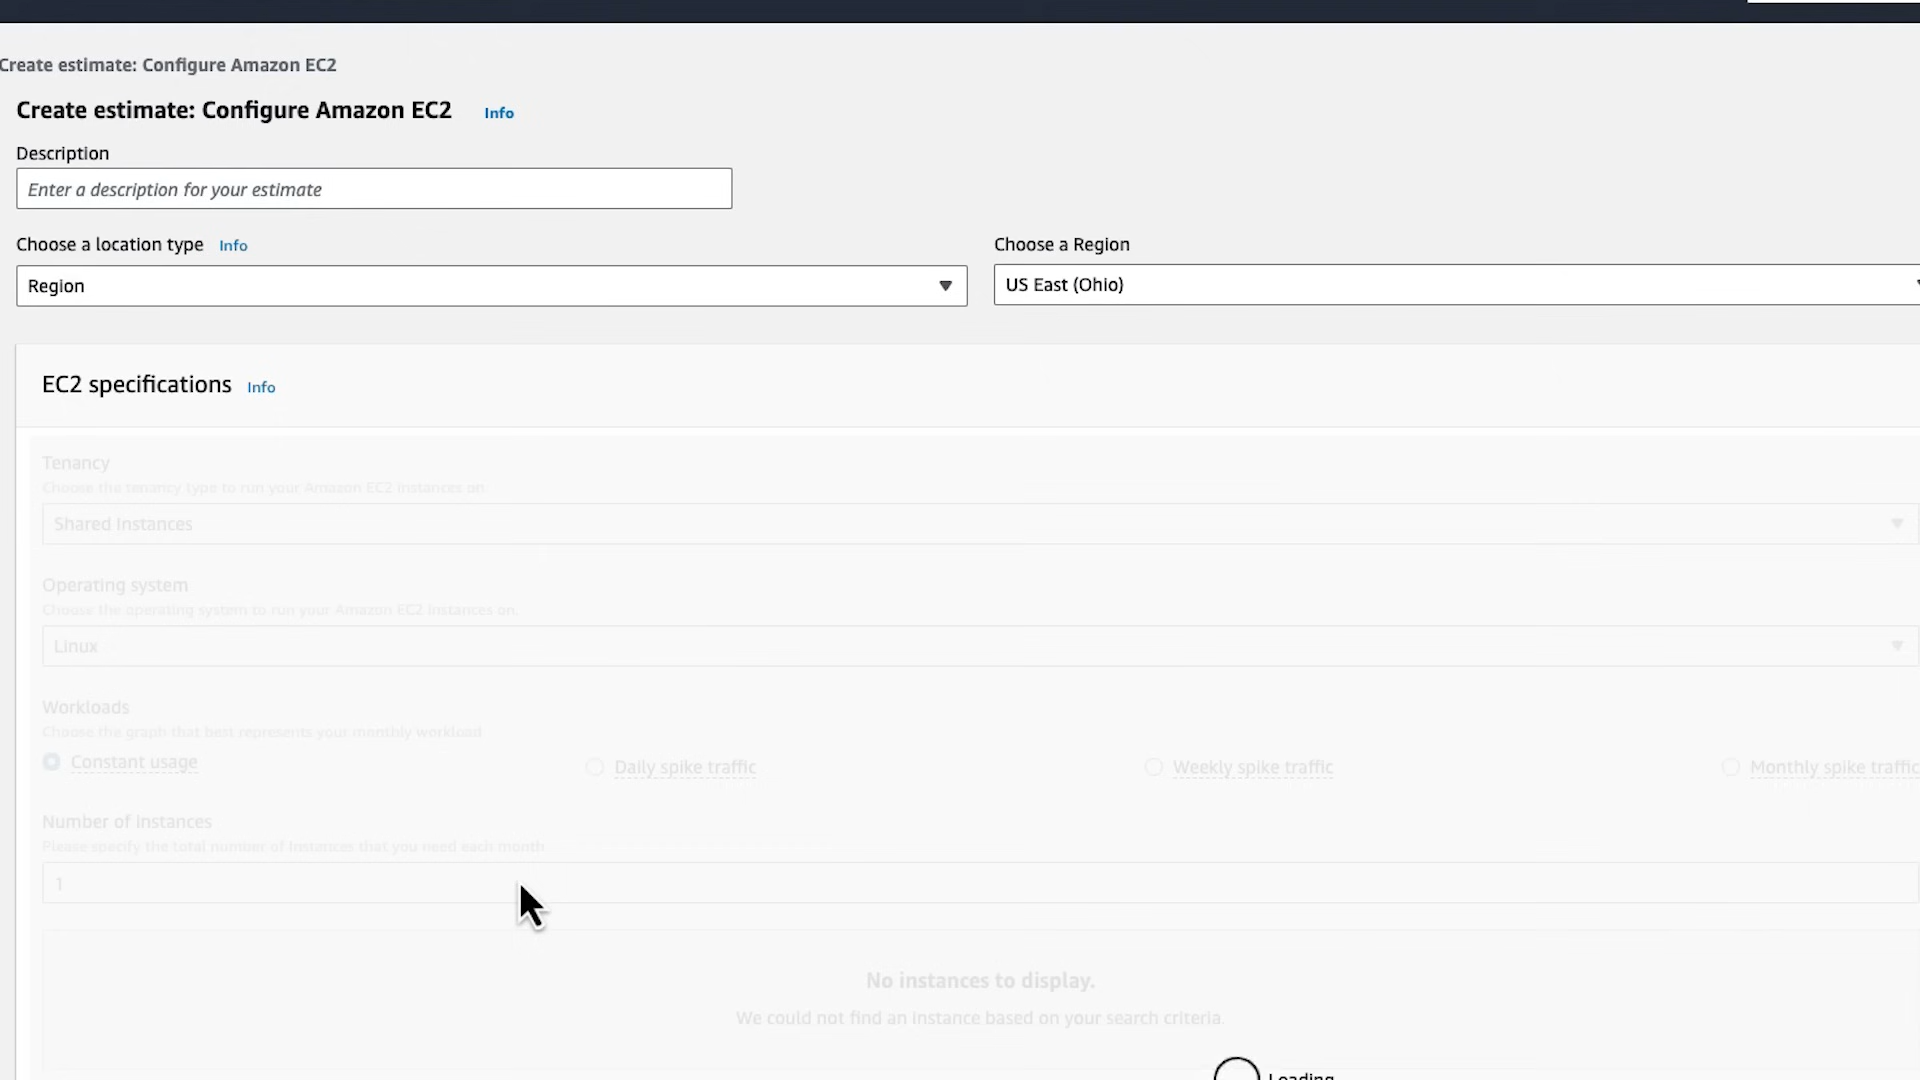 Create estimate: Configure Amazon EC2
Create estimate: Configure Amazon EC2 Info
Description
Enter a description for your estimate
Choose a location type Info
Choose a Region
Region
US East (Ohio)
EC2 specifications Info
Tenancy
Choose the tenancy type to run your Amazon EC2 instances on.
Shared Instances
Operating system
Choose the operating system to run your Amazon EC2 instances on.
Linux
Workloads
Choose the graph that best represents your monthly workload
Constant usage
Daily spike traffic
Weekly spike traffic
Monthly spike traffic
Number of instances
Please specify the total number of instances that you need each month
1
No instances to display.
We could not find an instance based on your search criteria.
Loading